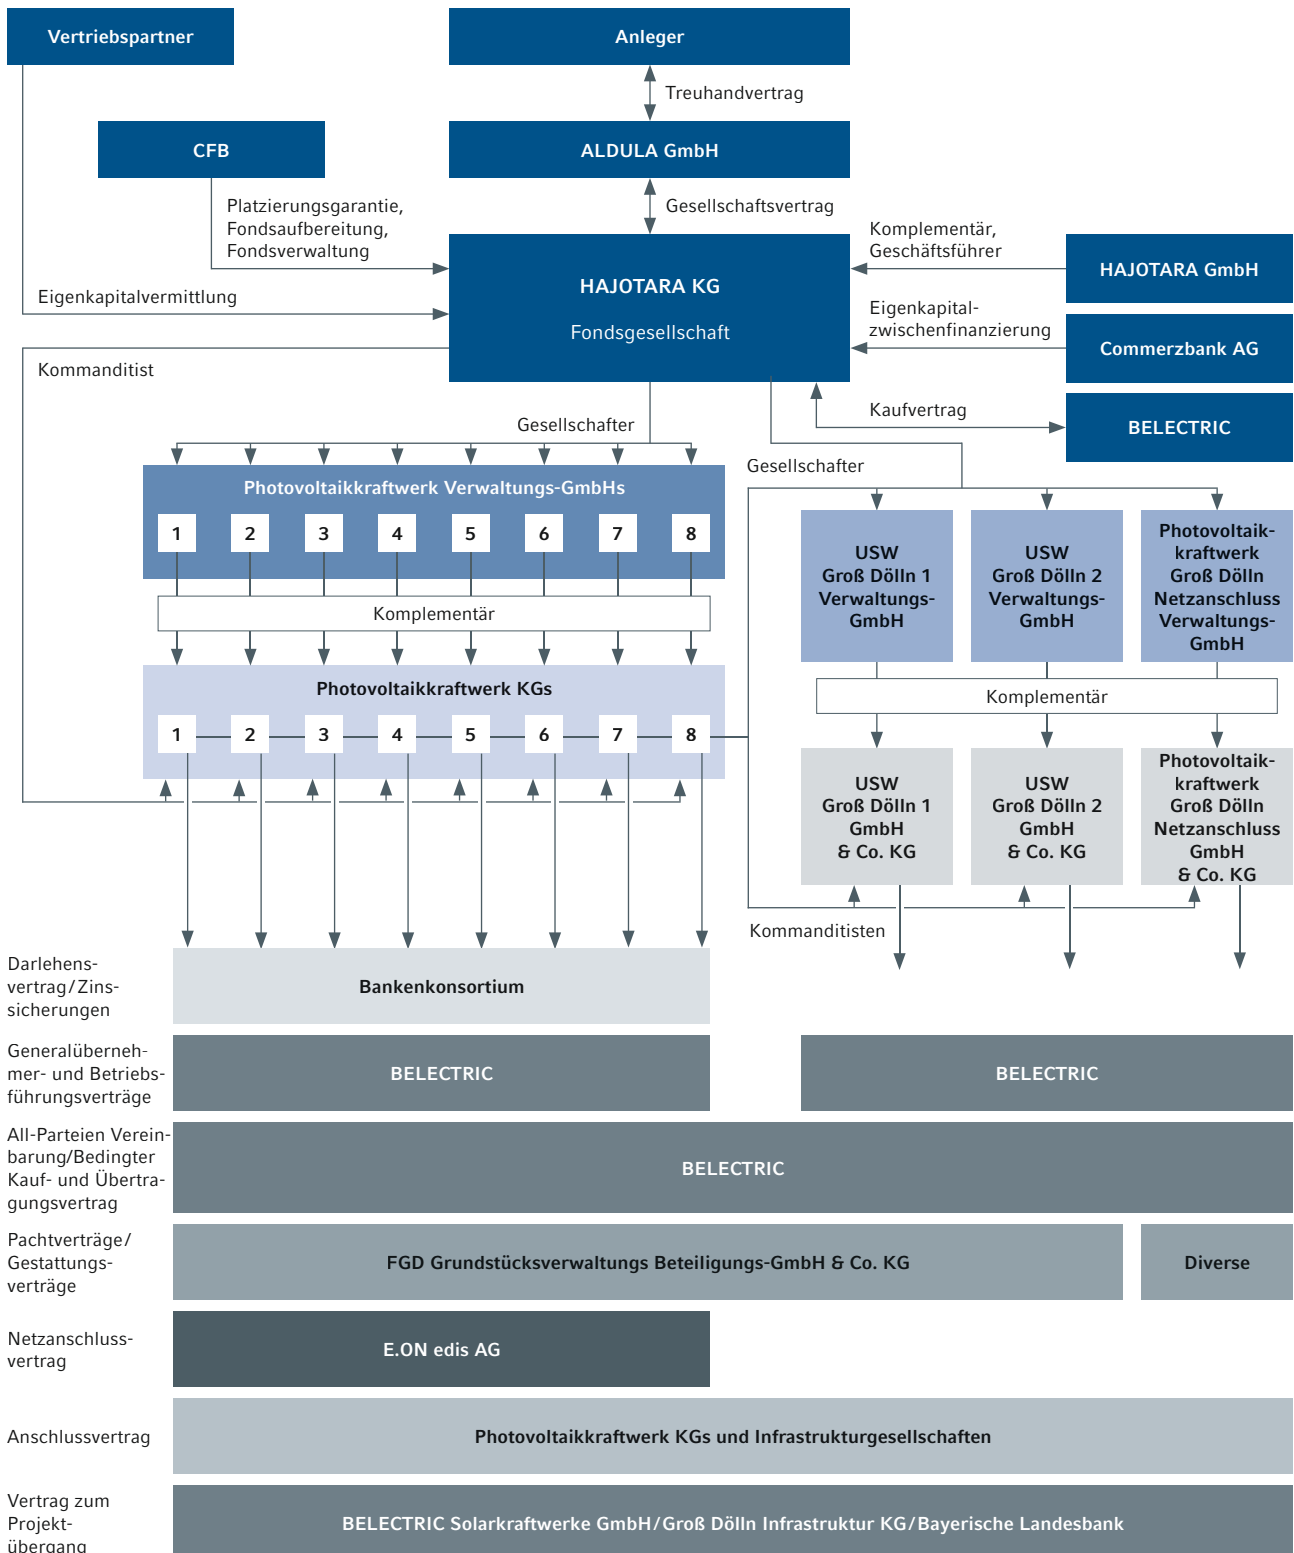 Vertriebspartner
Anleger
Treuhandvertrag
CFB
ALDULA GmbH
Platzierungsgarantie,
Fondsaufbereitung,
Fondsverwaltung
Gesellschaftsvertrag
Komplementär,
Geschäftsführer
HAJOTARA GmbH
HAJOTARA KG
Fondsgesellschaft
Eigenkapitalvermittlung
Eigenkapital-
zwischenfinanzierung
Commerzbank AG
Kommanditist
Kaufvertrag
BELECTRIC
Gesellschafter
Gesellschafter
Photovoltaikkraftwerk Verwaltungs-GmbHs
1 2 3 4 5 6 7 8
Komplementär
Photovoltaikkraftwerk KGs
1 2 3 4 5 6 7 8
USW
Groß Dölln 1
Verwaltungs-
GmbH
USW
Groß Dölln 2
Verwaltungs-
GmbH
Photovoltaik-
kraftwerk
Groß Dölln
Netzanschluss
Verwaltungs-
GmbH
Komplementär
USW
Groß Dölln 1
GmbH
& Co. KG
USW
Groß Dölln 2
GmbH
& Co. KG
Photovoltaik-
kraftwerk
Groß Dölln
Netzanschluss
GmbH
& Co. KG
Kommanditisten
Darlehens-
vertrag/Zins-
sicherungen
Bankenkonsortium
Generalüberneh-
mer- und Betriebs-
führungsverträge
BELECTRIC
BELECTRIC
All-Parteien Verein-
barung/Bedingter
Kauf- und Übertra-
gungsvertrag
BELECTRIC
Pachtverträge/
Gestattungs-
verträge
FGD Grundstücksverwaltungs Beteiligungs-GmbH & Co. KG
Diverse
Netzanschluss-
vertrag
E.ON edis AG
Anschlussvertrag
Photovoltaikkraftwerk KGs und Infrastrukturgesellschaften
Vertrag zum
Projekt-
übergang
BELECTRIC Solarkraftwerke GmbH/Groß Dölln Infrastruktur KG/Bayerische Landesbank